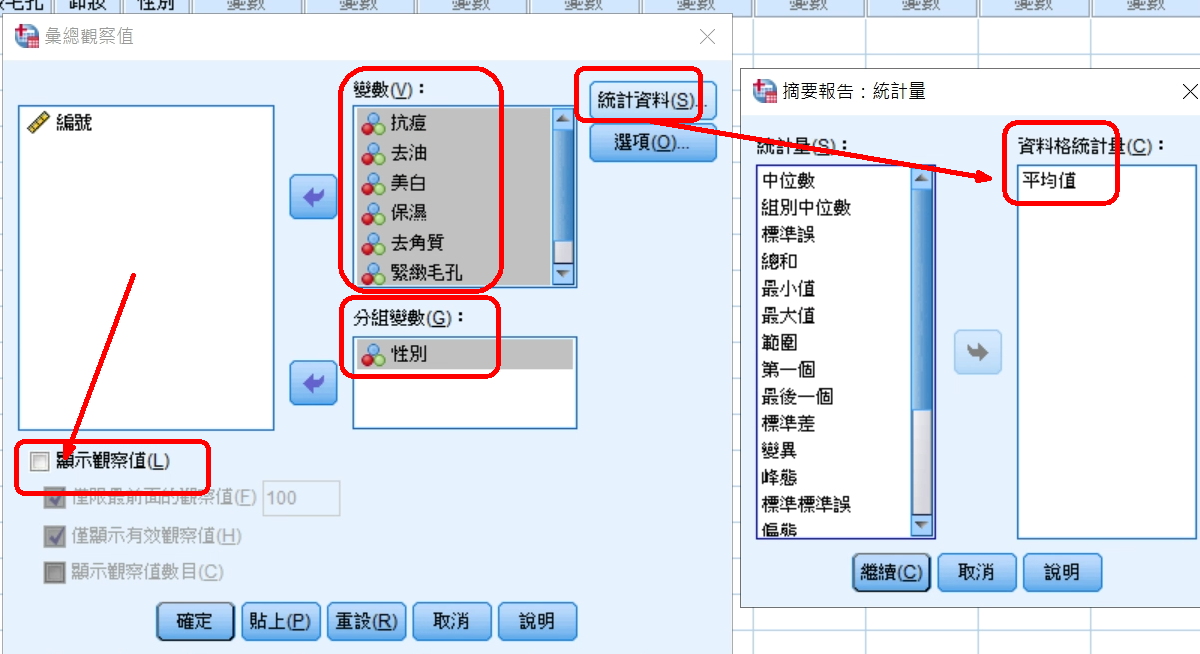 毛孔 卸妝 性別 變數 變數 變數 變數 變數 變數 變數 變數 變數
彙總觀察值
編號
變數(V)：
抗痘
去油
美白
保濕
去角質
緊緻毛孔
分組變數(G)：
性別
統計資料(S)...
選項(O)...
顯示觀察值(L)
僅限最前面的觀察值(F) 100
僅顯示有效觀察值(H)
顯示觀察值數目(C)
確定 貼上(P) 重設(R) 取消 說明
摘要報告：統計量
統計量(S)：
中位數
組別中位數
標準誤
總和
最小值
最大值
範圍
第一個
最後一個
標準差
變異
峰態
標準標準誤
偏態
資料格統計量(C)：
平均值
繼續(C) 取消 說明